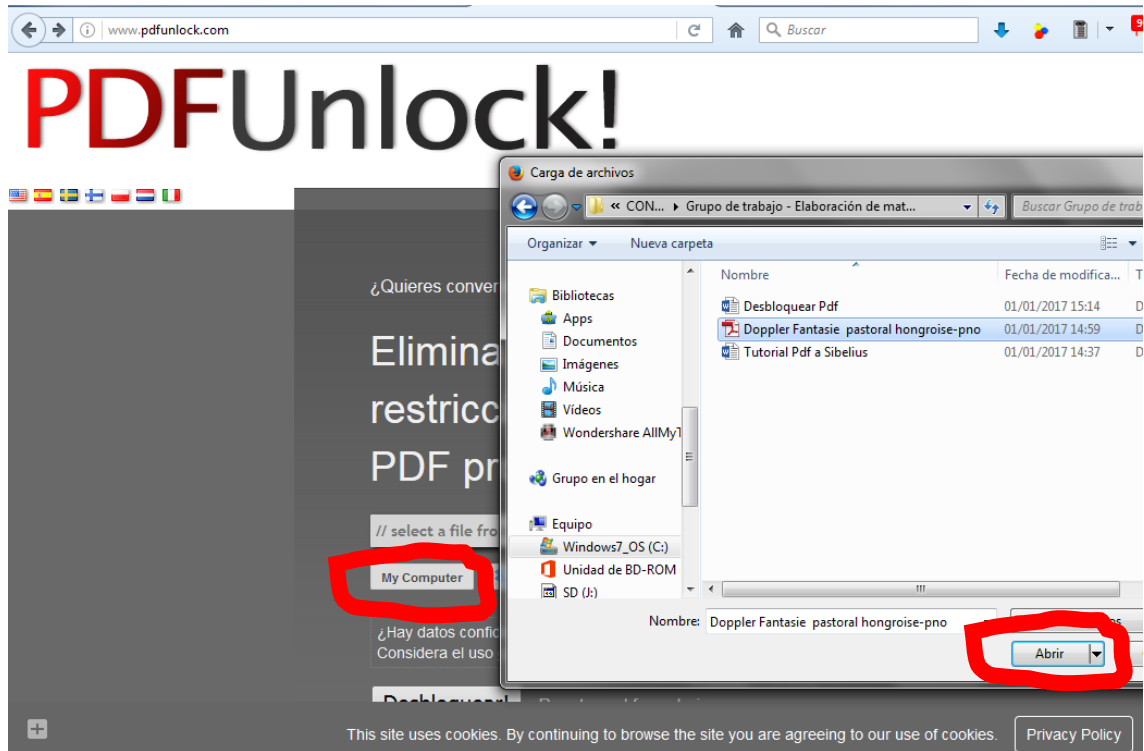 www.pdfunlock.com
Buscar
PDFUnlock!
Carga de archivos
« CON... Grupo de trabajo - Elaboración de mat...
Buscar Grupo de trab
Organizar
Nueva carpeta
Nombre
Fecha de modifica...
T
Bibliotecas
Apps
Documentos
Imágenes
Música
Vídeos
Wondershare AllMyT
Grupo en el hogar
Equipo
Windows7_OS (C:)
Unidad de BD-ROM
SD (J:)
Desbloquear Pdf 01/01/2017 15:14 D
Doppler Fantasie pastoral hongroise-pno 01/01/2017 14:59 D
Tutorial Pdf a Sibelius 01/01/2017 14:37 D
Nombre: Doppler Fantasie pastoral hongroise-pno
Abrir
¿Quieres conver
Elimina
restricc
PDF pr
// select a file fro
My Computer
¿Hay datos confid
Considera el uso
This site uses cookies. By continuing to browse the site you are agreeing to our use of cookies.
Privacy Policy